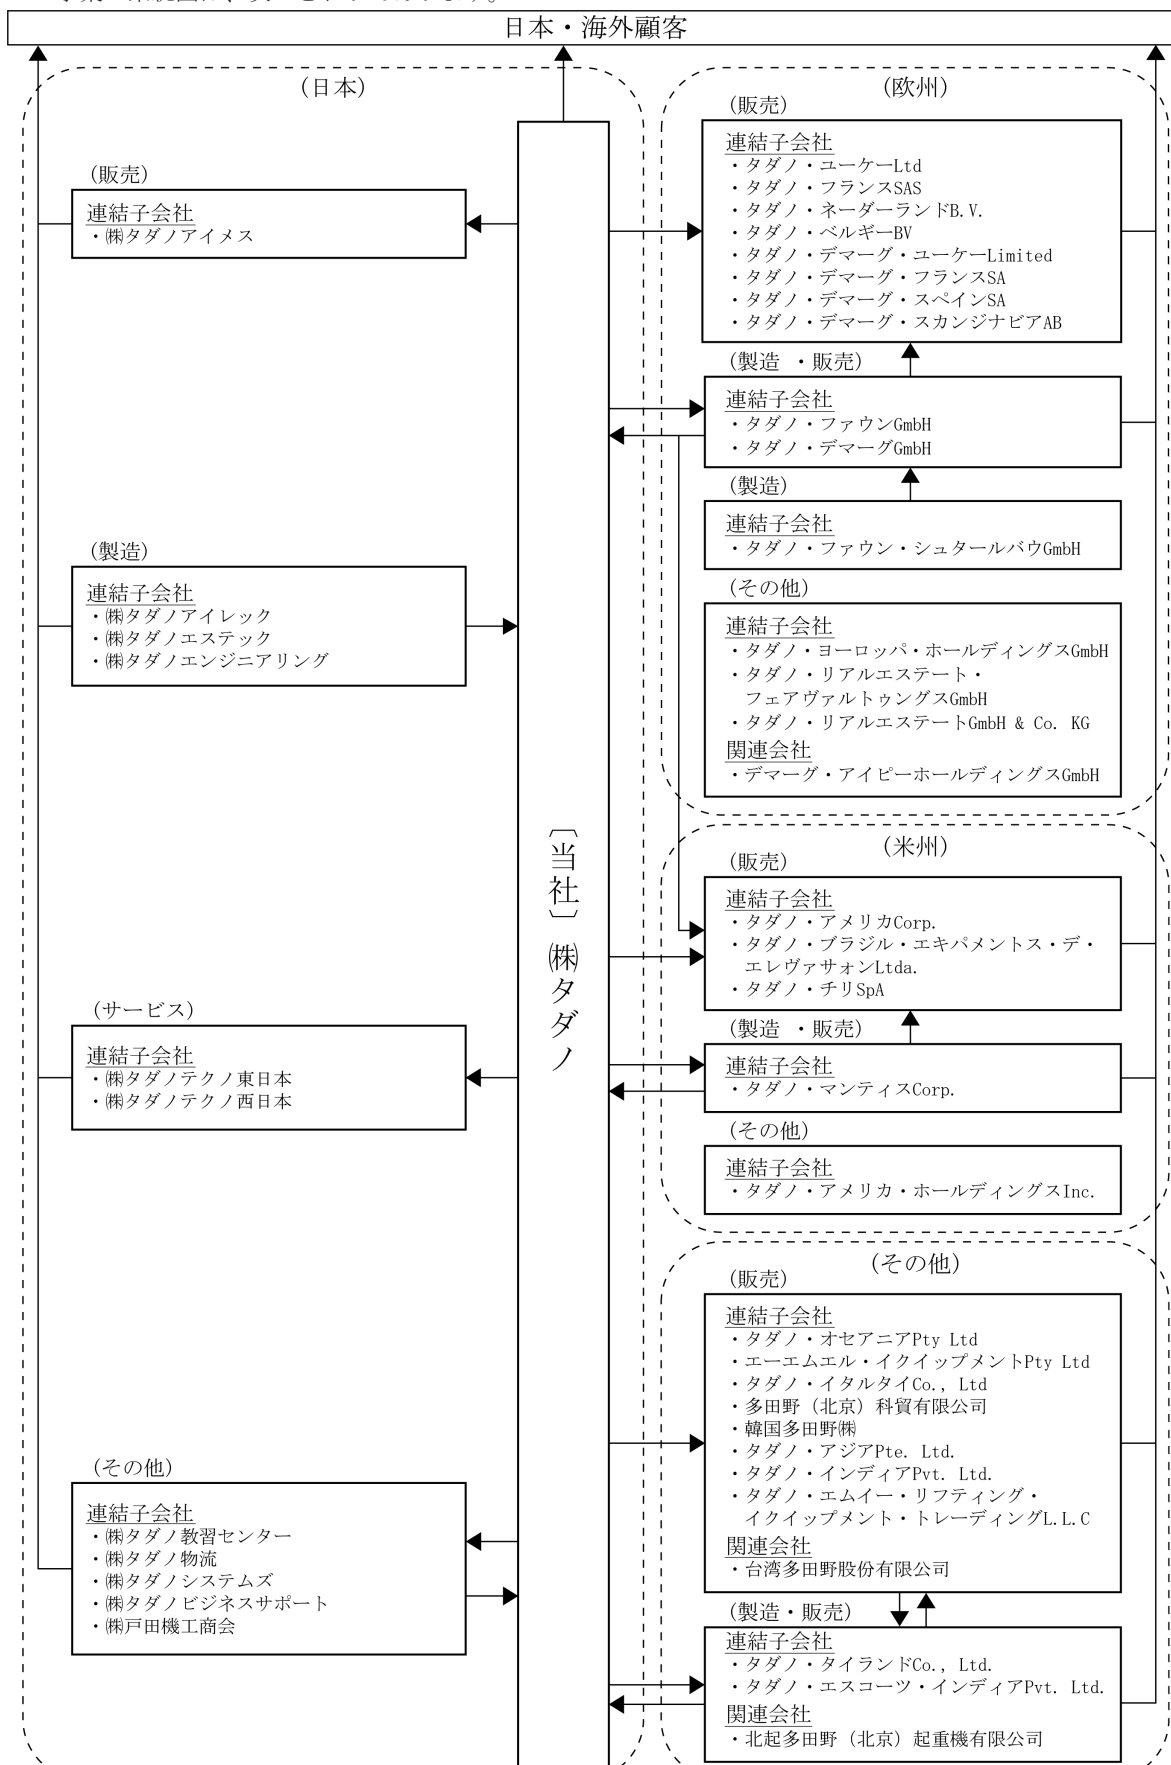 日本・海外顧客
(日本)
(販売)
連結子会社
・㈱タダノアイメス
(製造)
連結子会社
・㈱タダノアイレック
・㈱タダノエステック
・㈱タダノエンジニアリング
(サービス)
連結子会社
・㈱タダノテクノ東日本
・㈱タダノテクノ西日本
(その他)
連結子会社
・㈱タダノ教習センター
・㈱タダノ物流
・㈱タダノシステムズ
・㈱タダノビジネスサポート
・㈱戸田機工商会
〔当社〕㈱タダノ
(欧州)
(販売)
連結子会社
・タダノ・ユーケーLtd
・タダノ・フランスSAS
・タダノ・ネーダーランドB.V.
・タダノ・ベルギーBV
・タダノ・デマーグ・ユーケーLimited
・タダノ・デマーグ・フランスSA
・タダノ・デマーグ・スペインSA
・タダノ・デマーグ・スカンジナビアAB
(製造 ・販売)
連結子会社
・タダノ・ファウンGmbH
・タダノ・デマーグGmbH
(製造)
連結子会社
・タダノ・ファウン・シュタールバウGmbH
(その他)
連結子会社
・タダノ・ヨーロッパ・ホールディングスGmbH
・タダノ・リアルエステート・
フェアヴァルトゥングスGmbH
・タダノ・リアルエステートGmbH & Co. KG
関連会社
・デマーグ・アイピーホールディングスGmbH
(米州)
(販売)
連結子会社
・タダノ・アメリカCorp.
・タダノ・ブラジル・エキパメントス・デ・
エレヴァサォンLtda.
・タダノ・チリSpA
(製造 ・販売)
連結子会社
・タダノ・マンティスCorp.
(その他)
連結子会社
・タダノ・アメリカ・ホールディングスInc.
(その他)
(販売)
連結子会社
・タダノ・オセアニアPty Ltd
・エーエムエル・イクイップメントPty Ltd
・タダノ・イタルタイCo., Ltd
・多田野（北京）科貿有限公司
・韓国多田野㈱
・タダノ・アジアPte. Ltd.
・タダノ・インディアPvt. Ltd.
・タダノ・エムイー・リフティング・
イクイップメント・トレーディングL.L.C
関連会社
・台湾多田野股份有限公司
(製造・販売)
連結子会社
・タダノ・タイランドCo., Ltd.
・タダノ・エスコーツ・インディアPvt. Ltd.
関連会社
・北起多田野（北京）起重機有限公司